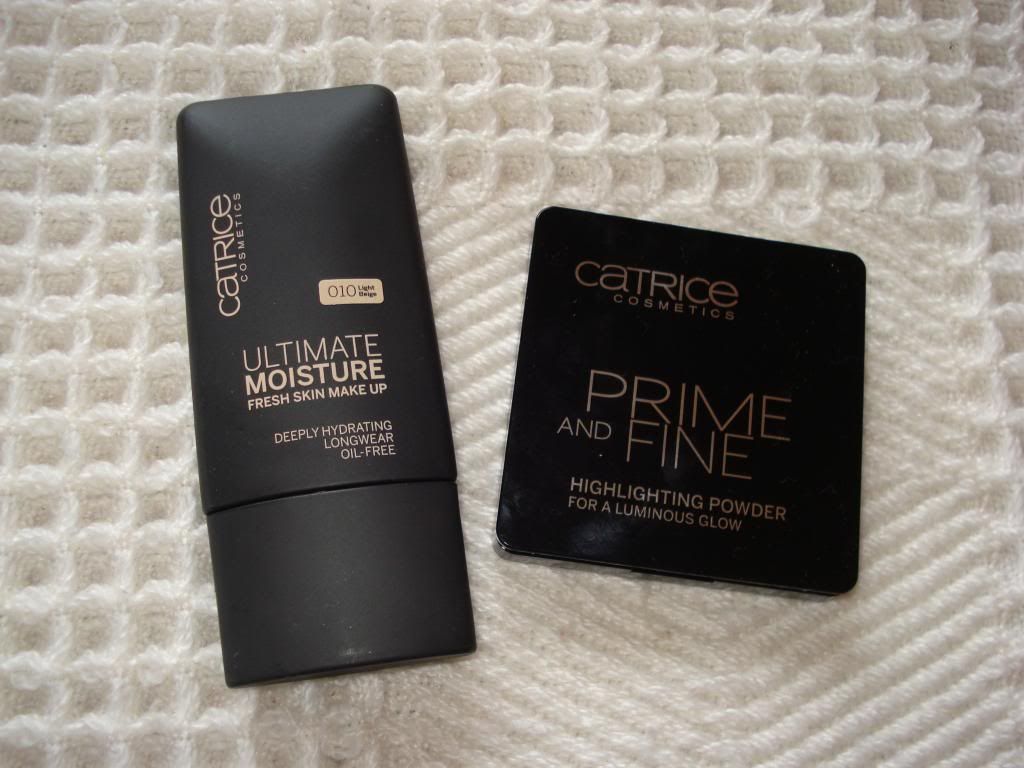 CATRICE
COSMETICS
010 Light
Beige
ULTIMATE
MOISTURE
FRESH SKIN MAKE UP
DEEPLY HYDRATING
LONGWEAR
OIL-FREE
CATRICE
COSMETICS
PRIME
AND FINE
HIGHLIGHTING POWDER
FOR A LUMINOUS GLOW